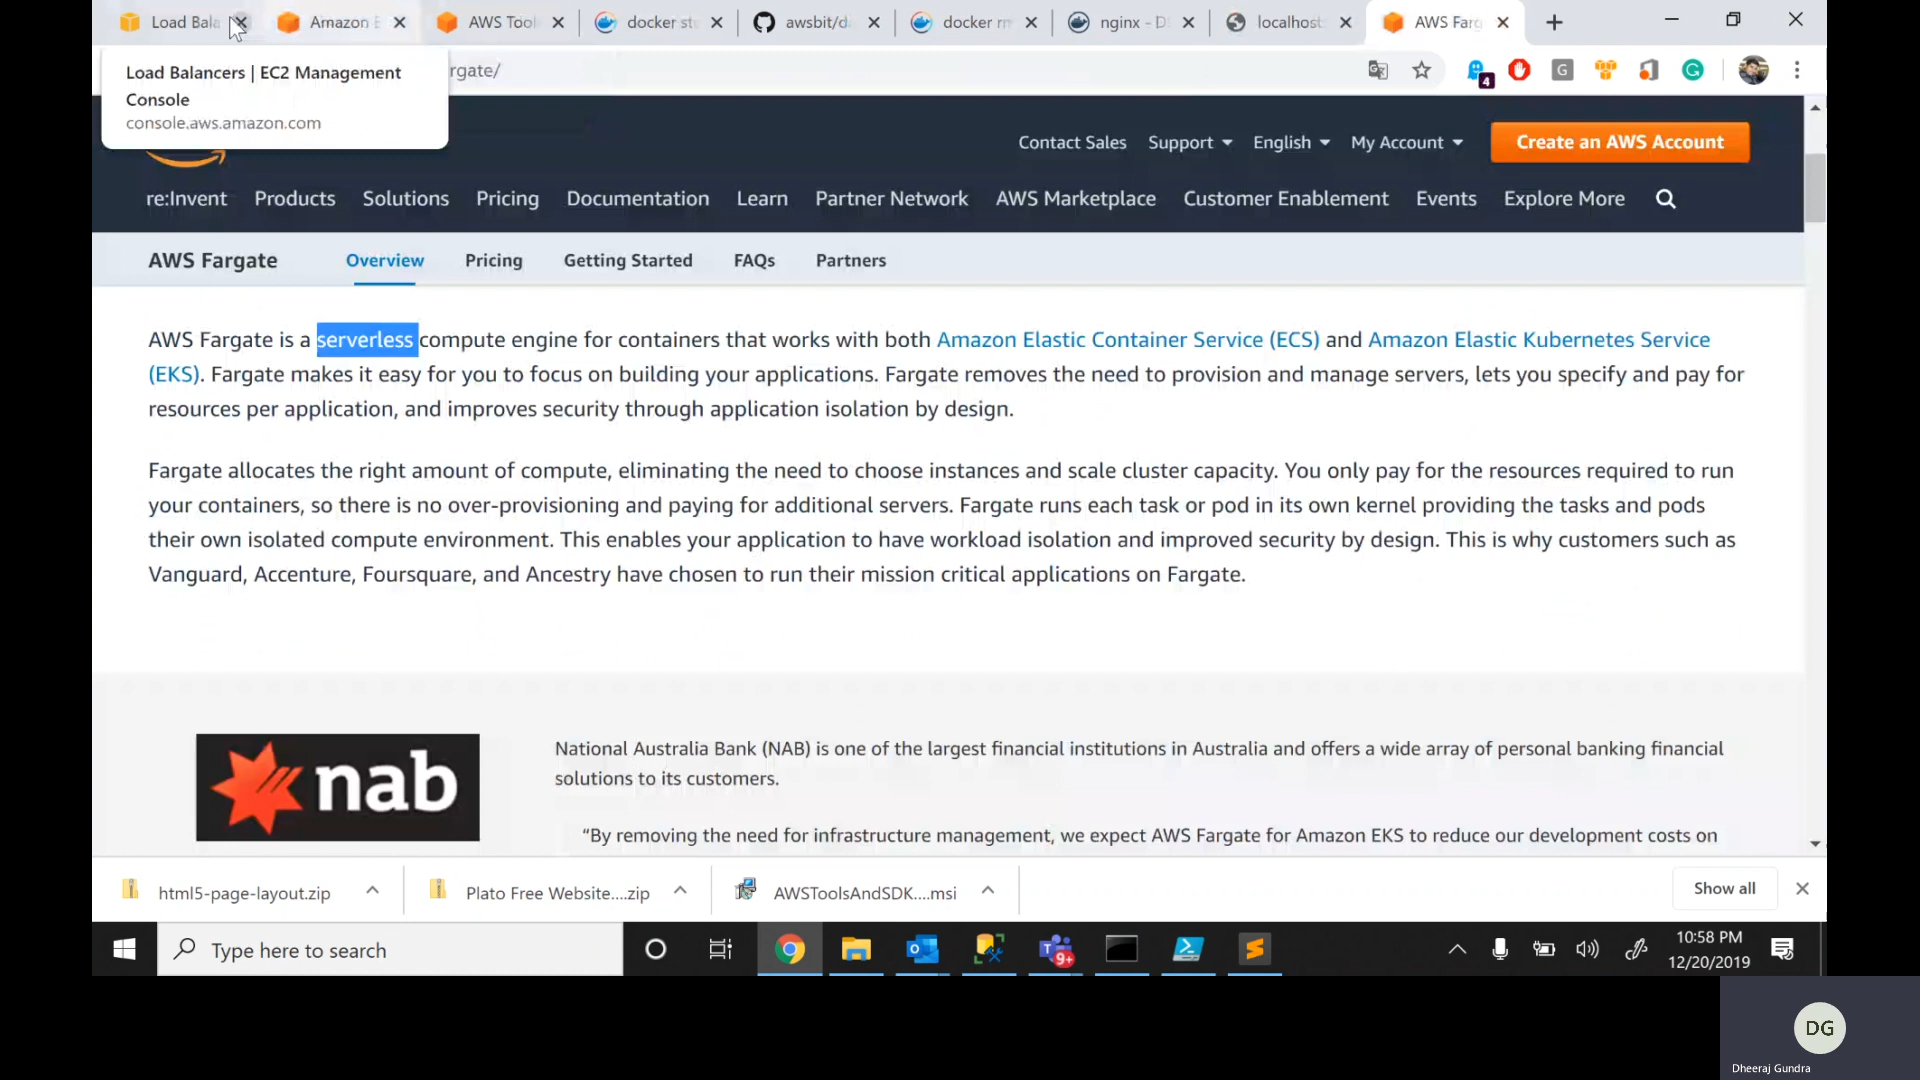 Load Bala
Amazon E
AWS Tool
docker st
awsbit/d
docker rm
nginx - D
localhost
AWS Farg
Load Balancers | EC2 Management
Console
console.aws.amazon.com
rgate/
4
G
Contact Sales
Support
English
My Account
Create an AWS Account
re:Invent
Products
Solutions
Pricing
Documentation
Learn
Partner Network
AWS Marketplace
Customer Enablement
Events
Explore More
AWS Fargate
Overview
Pricing
Getting Started
FAQs
Partners
AWS Fargate is a serverless compute engine for containers that works with both Amazon Elastic Container Service (ECS) and Amazon Elastic Kubernetes Service
(EKS). Fargate makes it easy for you to focus on building your applications. Fargate removes the need to provision and manage servers, lets you specify and pay for
resources per application, and improves security through application isolation by design.
Fargate allocates the right amount of compute, eliminating the need to choose instances and scale cluster capacity. You only pay for the resources required to run
your containers, so there is no over-provisioning and paying for additional servers. Fargate runs each task or pod in its own kernel providing the tasks and pods
their own isolated compute environment. This enables your application to have workload isolation and improved security by design. This is why customers such as
Vanguard, Accenture, Foursquare, and Ancestry have chosen to run their mission critical applications on Fargate.
nab
National Australia Bank (NAB) is one of the largest financial institutions in Australia and offers a wide array of personal banking financial
solutions to its customers.
“By removing the need for infrastructure management, we expect AWS Fargate for Amazon EKS to reduce our development costs on
html5-page-layout.zip
Plato Free Website....zip
AWSToolsAndSDK....msi
Show all
Type here to search
9+
10:58 PM
12/20/2019
DG
Dheeraj Gundra